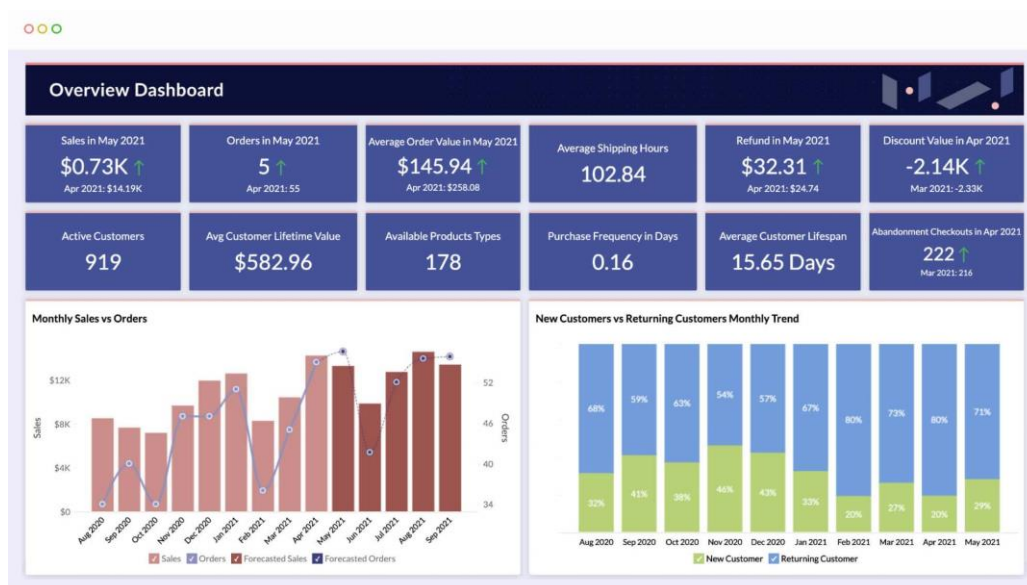 Overview Dashboard
Sales in May 2021
$0.73K ↑
Apr 2021: $14.19K
Orders in May 2021
5 ↑
Apr 2021: 55
Average Order Value in May 2021
$145.94 ↑
Apr 2021: $258.08
Average Shipping Hours
102.84
Refund in May 2021
$32.31 ↑
Apr 2021: $24.74
Discount Value in Apr 2021
-2.14K ↑
Mar 2021: -2.33K
Active Customers
919
Avg Customer Lifetime Value
$582.96
Available Products Types
178
Purchase Frequency in Days
0.16
Average Customer Lifespan
15.65 Days
Abandonment Checkouts in Apr 2021
222 ↑
Mar 2021: 216
Monthly Sales vs Orders
$12K
$8K
$4K
$0
Sales
52
46
40
34
Orders
Aug 2020 Sep 2020 Oct 2020 Nov 2020 Dec 2020 Jan 2021 Feb 2021 Mar 2021 Apr 2021 May 2021 Jun 2021 Jul 2021 Aug 2021 Sep 2021
Sales Orders Forecasted Sales Forecasted Orders
New Customers vs Returning Customers Monthly Trend
68% 59% 63% 54% 57% 67% 80% 73% 80% 71%
32% 41% 38% 46% 43% 33% 20% 27% 20% 29%
Aug 2020 Sep 2020 Oct 2020 Nov 2020 Dec 2020 Jan 2021 Feb 2021 Mar 2021 Apr 2021 May 2021
New Customer Returning Customer